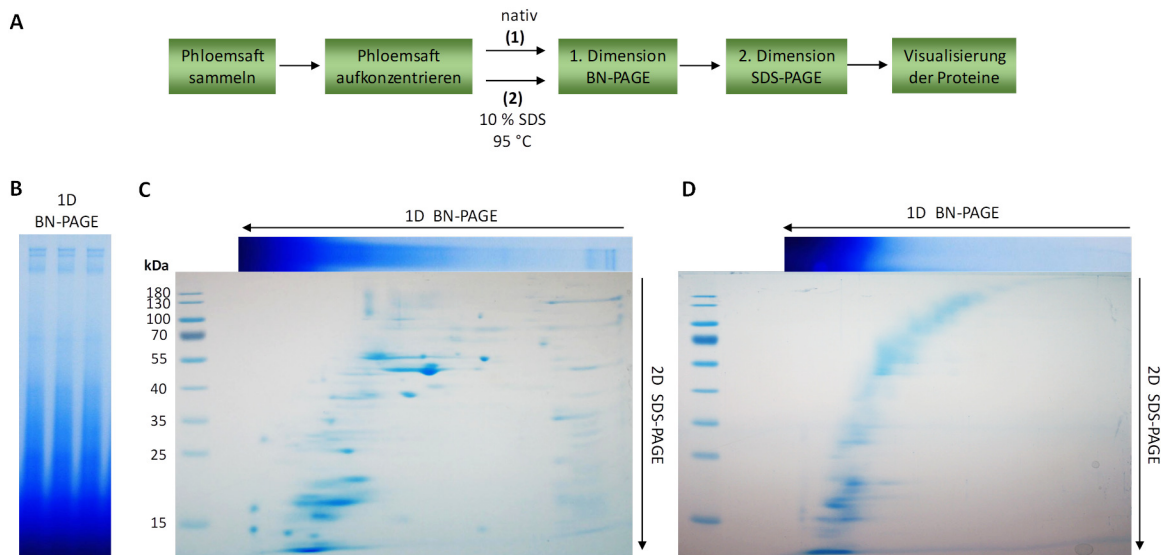 A
Phloemsaft
sammeln
Phloemsaft
aufkonzentrieren
nativ
(1)
(2)
10 % SDS
95 °C
1. Dimension
BN-PAGE
2. Dimension
SDS-PAGE
Visualisierung
der Proteine
B
1D
BN-PAGE
C
1D BN-PAGE
kDa
180
130
100
70
55
40
35
25
15
2D SDS-PAGE
D
1D BN-PAGE
2D SDS-PAGE